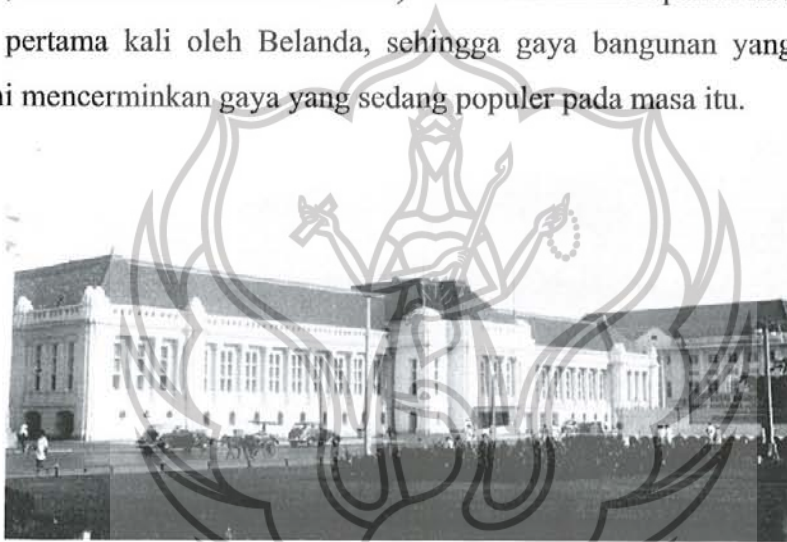 pertama kali oleh Belanda, sehingga gaya bangunan yang
mencerminkan gaya yang sedang populer pada masa itu.